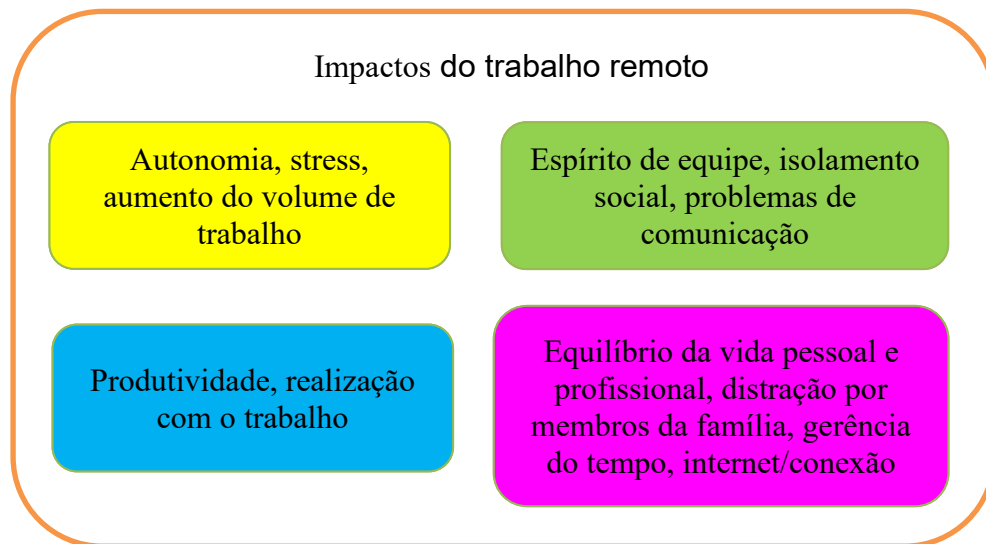 Impactos do trabalho remoto
Autonomia, stress,
aumento do volume de
trabalho
Espírito de equipe, isolamento
social, problemas de
comunicação
Produtividade, realização
com o trabalho
Equilíbrio da vida pessoal e
profissional, distração por
membros da família, gerência
do tempo, internet/conexão